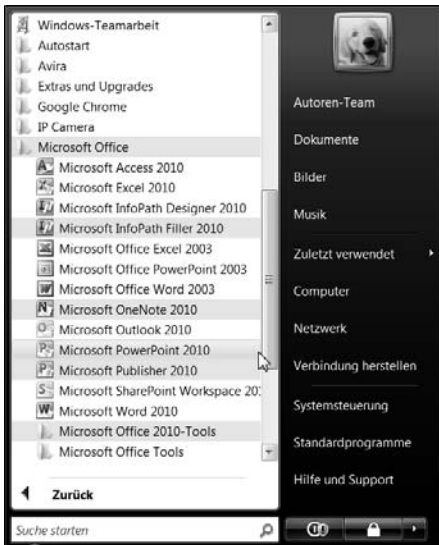 Windows-Teamarbeit
Autostart
Avira
Extras und Upgrades
Google Chrome
IP Camera
Microsoft Office
Microsoft Access 2010
Microsoft Excel 2010
Microsoft InfoPath Designer 2010
Microsoft InfoPath Filler 2010
Microsoft Office Excel 2003
Microsoft Office PowerPoint 2003
Microsoft Office Word 2003
Microsoft OneNote 2010
Microsoft Outlook 2010
Microsoft PowerPoint 2010
Microsoft Publisher 2010
Microsoft SharePoint Workspace 20
Microsoft Word 2010
Microsoft Office 2010-Tools
Microsoft Office Tools
Zurück
Suche starten
Autoren-Team
Dokumente
Bilder
Musik
Zuletzt verwendet
Computer
Netzwerk
Verbindung herstellen
Systemsteuerung
Standardprogramme
Hilfe und Support